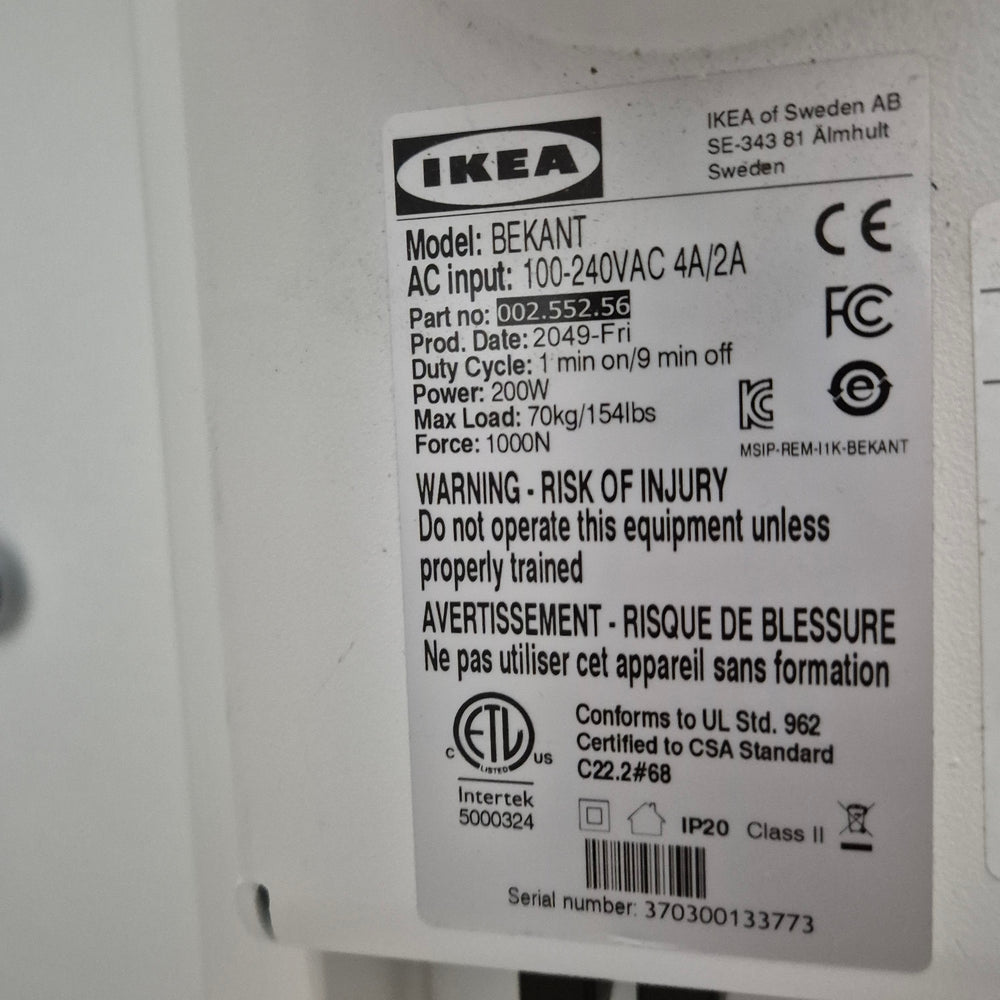 IKEA
IKEA of Sweden AB
SE-343 81 Älmhult
Sweden
Model: BEKANT
AC input: 100-240VAC 4A/2A
Part no: 002.552.56
Prod. Date: 2049-Fri
Duty Cycle: 1 min on/9 min off
Power: 200W
Max Load: 70kg/154lbs
Force: 1000N
CE
FC
e
KC
MSIP-REM-I1K-BEKANT
WARNING - RISK OF INJURY
Do not operate this equipment unless
properly trained
AVERTISSEMENT - RISQUE DE BLESSURE
Ne pas utiliser cet appareil sans formation
ETL
C US
LISTED
Intertek
5000324
Conforms to UL Std. 962
Certified to CSA Standard
C22.2#68
IP20 Class II
Serial number: 370300133773